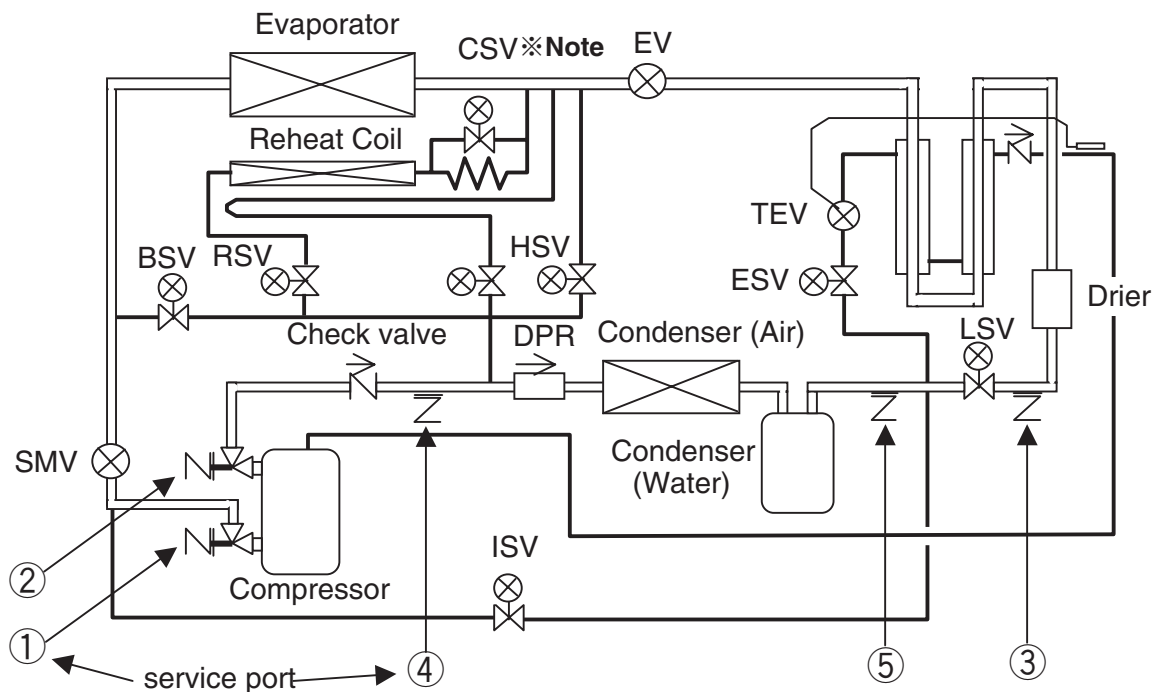 Evaporator
CSV※Note
EV
Reheat Coil
TEV
BSV
RSV
HSV
ESV
Drier
Check valve
DPR
Condenser (Air)
LSV
SMV
Condenser
(Water)
②
ISV
Compressor
①
service port
④
⑤
③